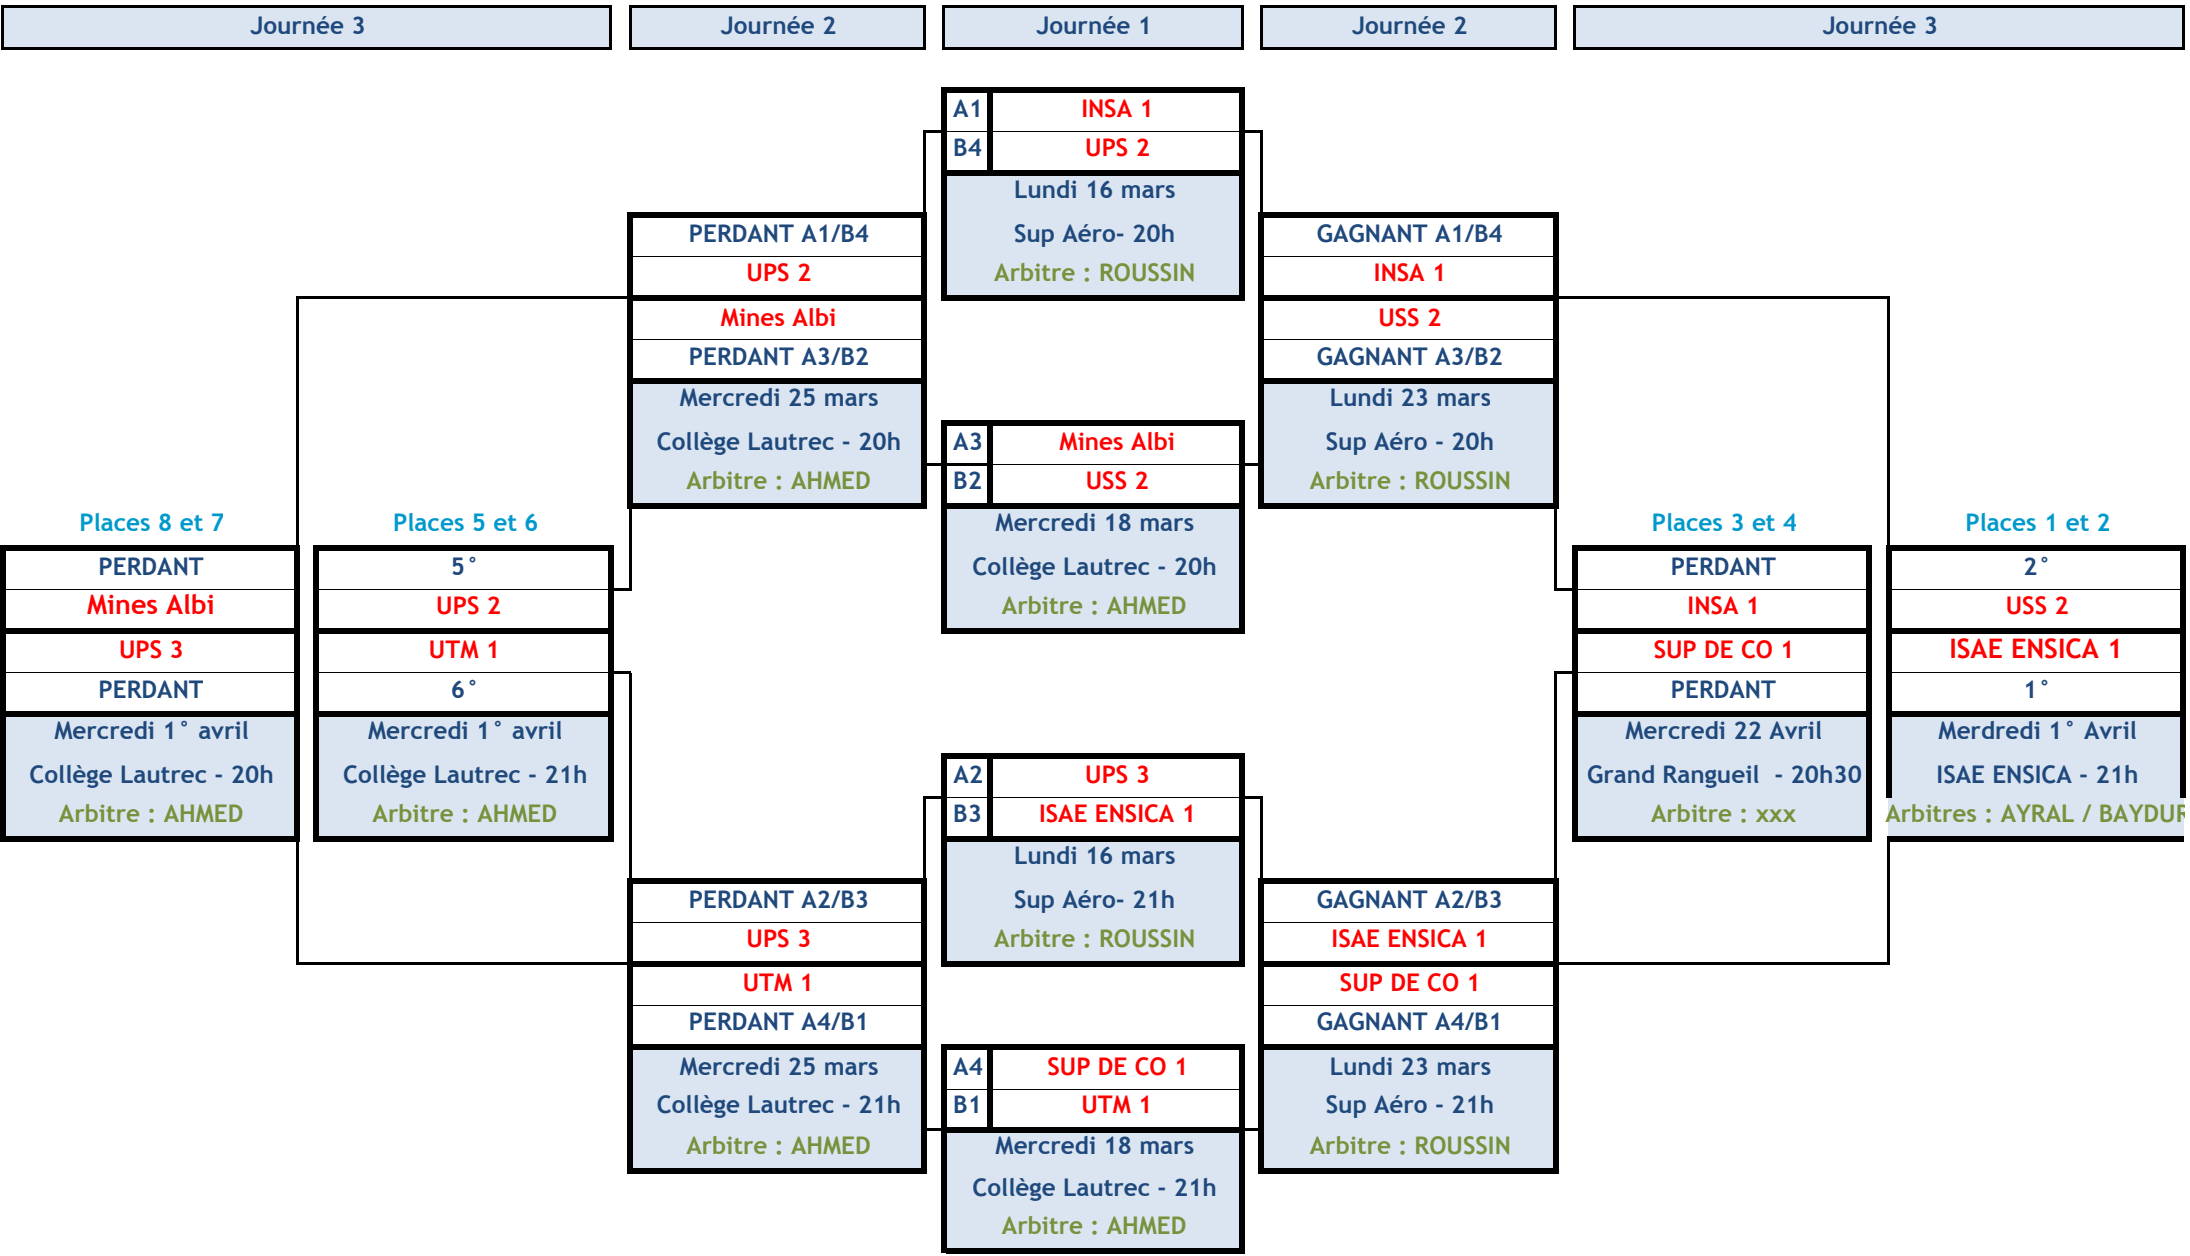 Journée 3
Journée 2
Journée 1
Journée 2
Journée 3
A1 INSA 1
B4 UPS 2
Lundi 16 mars
Sup Aéro- 20h
Arbitre : ROUSSIN
PERDANT A1/B4
UPS 2
Mines Albi
PERDANT A3/B2
Mercredi 25 mars
Collège Lautrec - 20h
Arbitre : AHMED
GAGNANT A1/B4
INSA 1
USS 2
GAGNANT A3/B2
Lundi 23 mars
Sup Aéro - 20h
Arbitre : ROUSSIN
A3 Mines Albi
B2 USS 2
Mercredi 18 mars
Collège Lautrec - 20h
Arbitre : AHMED
Places 8 et 7
PERDANT
Mines Albi
UPS 3
PERDANT
Mercredi 1° avril
Collège Lautrec - 20h
Arbitre : AHMED
Places 5 et 6
5°
UPS 2
UTM 1
6°
Mercredi 1° avril
Collège Lautrec - 21h
Arbitre : AHMED
Places 3 et 4
PERDANT
INSA 1
SUP DE CO 1
PERDANT
Mercredi 22 Avril
Grand Rangueil - 20h30
Arbitre : xxx
Places 1 et 2
2°
USS 2
ISAE ENSICA 1
1°
Merdredi 1° Avril
ISAE ENSICA - 21h
Arbitres : AYRAL / BAYDUR
A2 UPS 3
B3 ISAE ENSICA 1
Lundi 16 mars
Sup Aéro- 21h
Arbitre : ROUSSIN
PERDANT A2/B3
UPS 3
UTM 1
PERDANT A4/B1
Mercredi 25 mars
Collège Lautrec - 21h
Arbitre : AHMED
GAGNANT A2/B3
ISAE ENSICA 1
SUP DE CO 1
GAGNANT A4/B1
Lundi 23 mars
Sup Aéro - 21h
Arbitre : ROUSSIN
A4 SUP DE CO 1
B1 UTM 1
Mercredi 18 mars
Collège Lautrec - 21h
Arbitre : AHMED